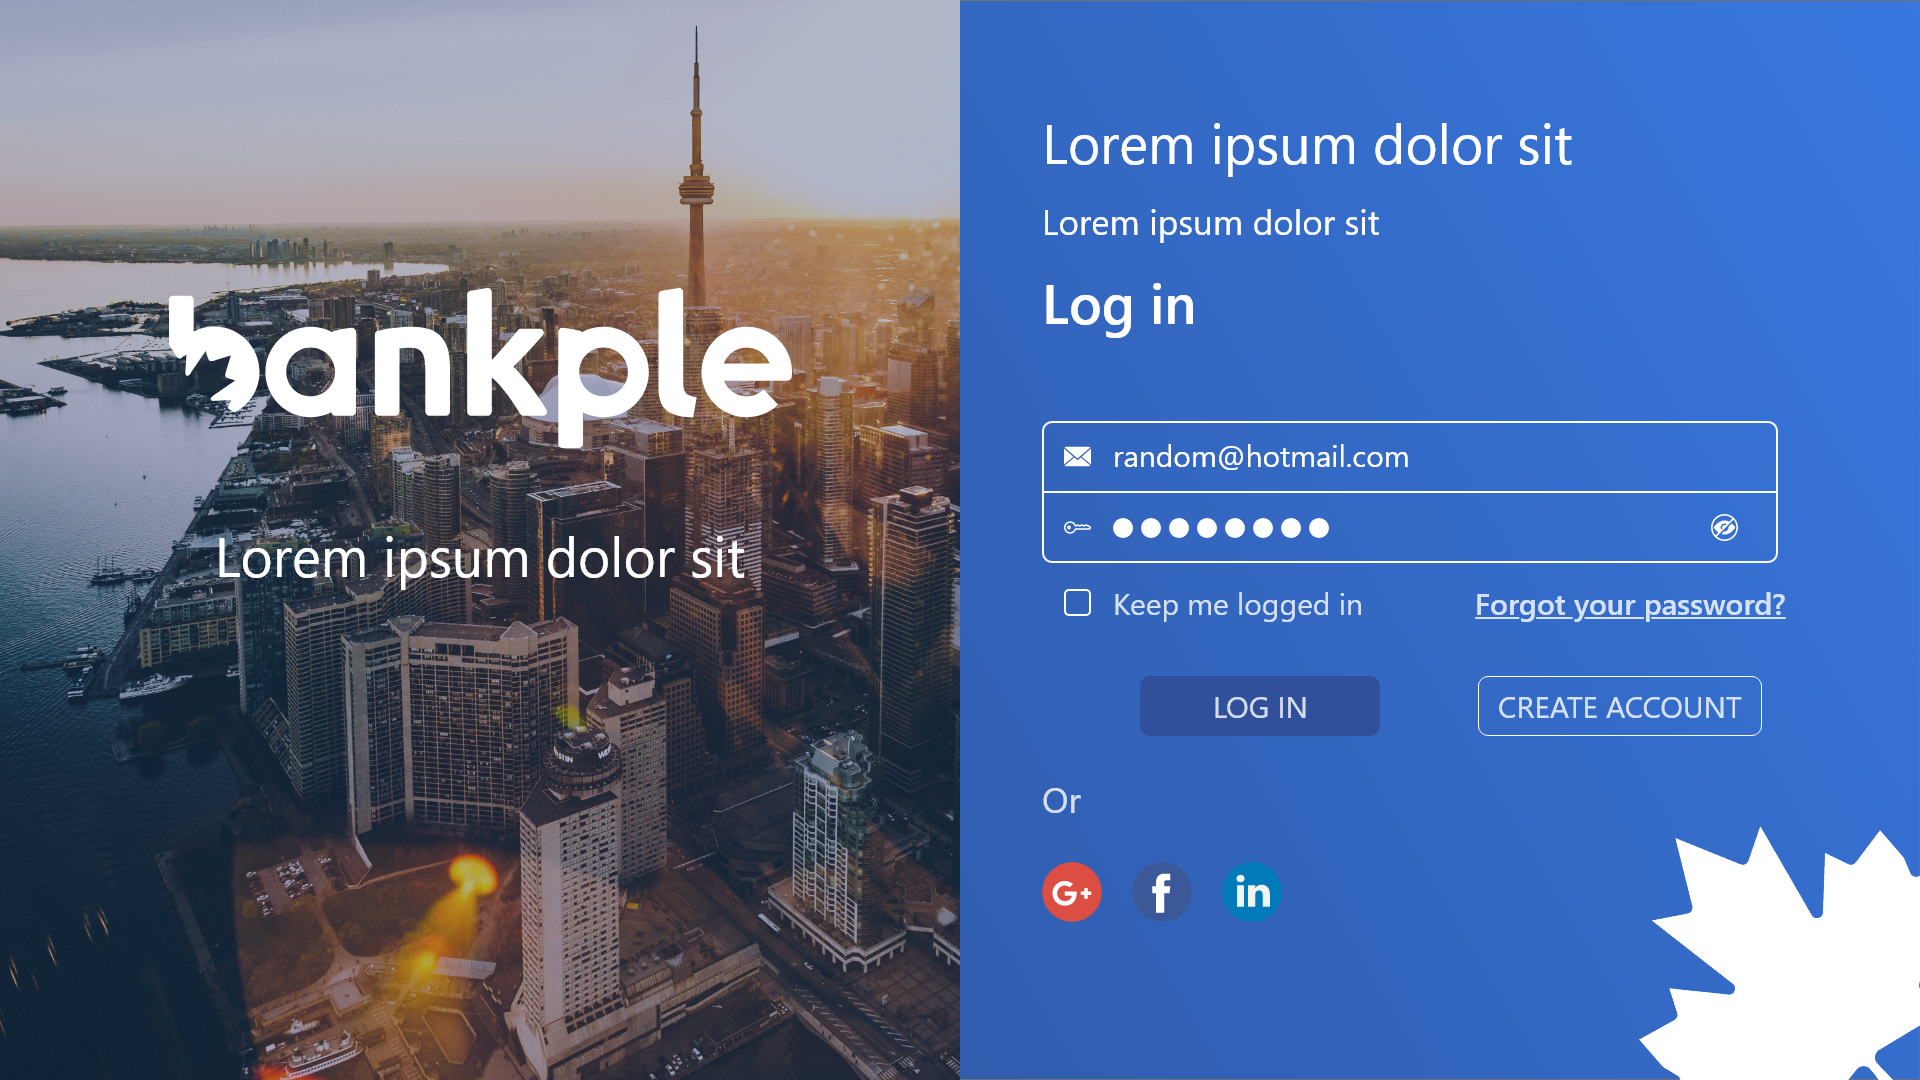 bankple
Lorem ipsum dolor sit
Lorem ipsum dolor sit
Lorem ipsum dolor sit
Log in
random@hotmail.com
Keep me logged in
Forgot your password?
LOG IN
CREATE ACCOUNT
Or
G+
f
in